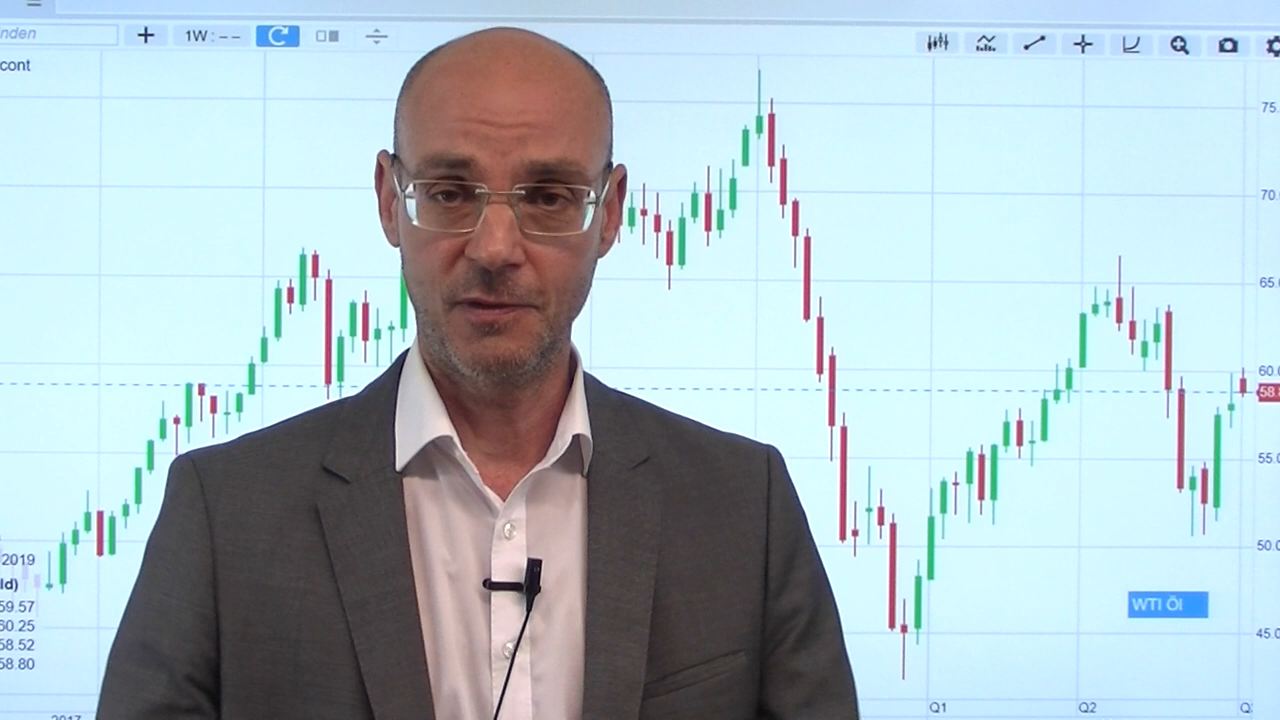 nden
1W : – –
cont
75.
70.
65.
60.
58.
55.
50.
45.
2019
ld)
59.57
60.25
58.52
58.80
WTI Öl
2017
Q1
Q2
Q